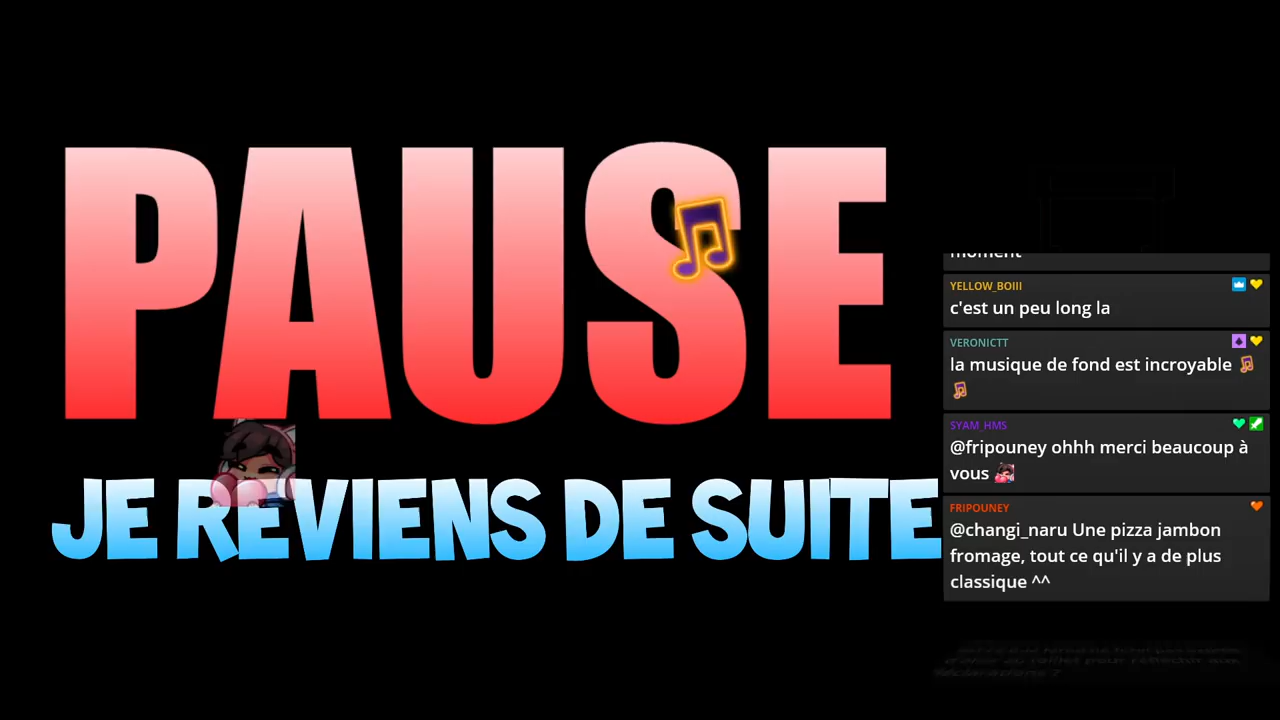 PAUSE
JE REVIENS DE SUITE
moment
YELLOW_BOIII
c'est un peu long la
VERONICTT
la musique de fond est incroyable
SYAM_HMS
@fripouney ohhh merci beaucoup à
vous
FRIPOUNEY
@changi_naru Une pizza jambon
fromage, tout ce qu'il y a de plus
classique ^^